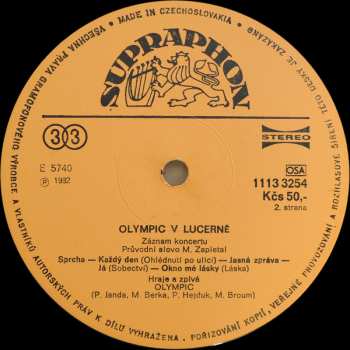 MADE IN CZECHOSLOVAKIA • VŠECHNA PRÁVA GRAMOFONOVÉHO VÝROBCE A VLASTNÍKŮ AUTORSKÝCH PRÁV K DÍLU VYHRAŽENA. POŘIZOVÁNÍ KOPIÍ, VEŘEJNÉ PROVOZOVÁNÍ A ROZHLASOVÉ ŠÍŘENÍ TÉTO DESKY JE ZAKÁZÁNO
SUPRAPHON
33
STEREO
E 5740
℗ 1982
OSA
1113 3254
Kčs 50,-
2. strana
OLYMPIC V LUCERNĚ
Záznam koncertu
Průvodní slovo M. Zapletal
Sprcha – Každý den (Ohlédnutí po ulici) – Jasná zpráva –
Já (Sobectví) – Okno mé lásky (Láska)
Hraje a zpívá
OLYMPIC
(P. Janda, M. Berka, P. Hejduk, M. Broum)